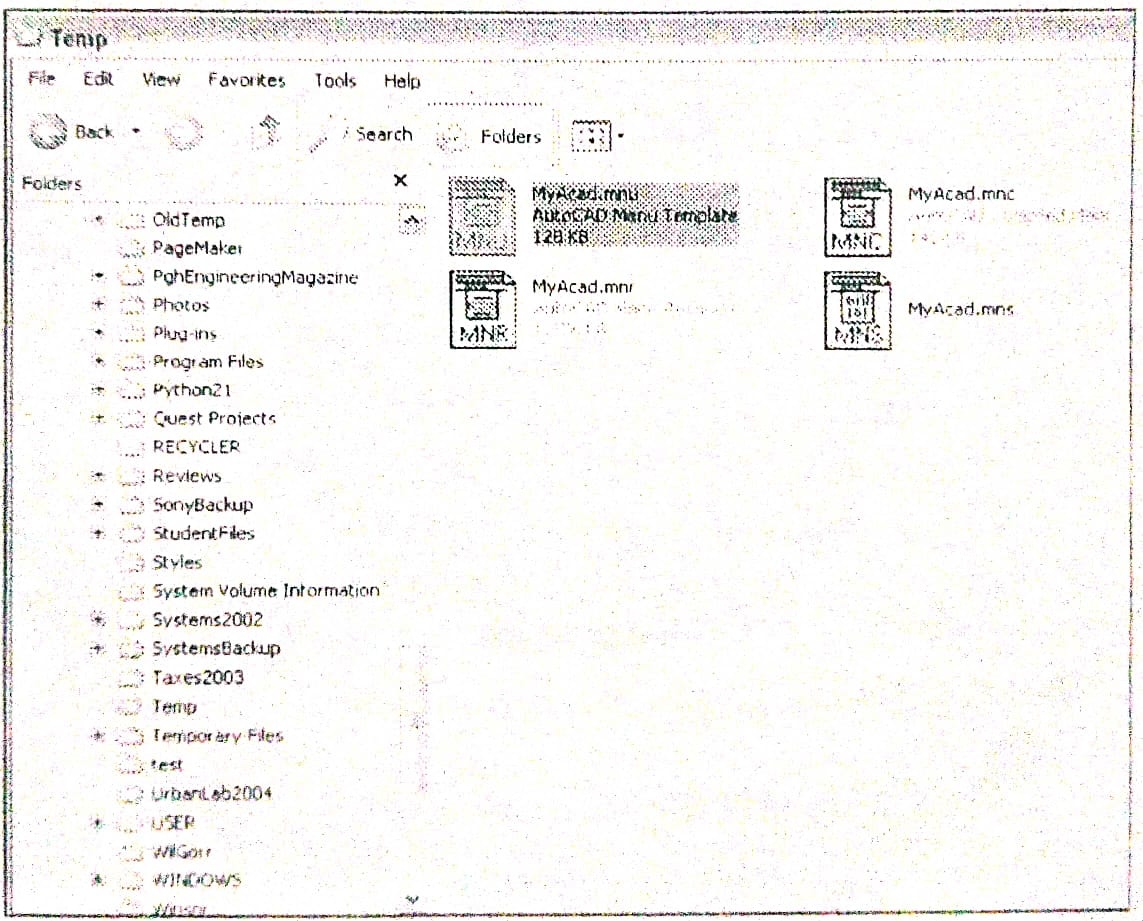 Temp
File Edit View Favorites Tools Help
Back Search Folders
Folders
OldTemp
PageMaker
PghEngineeringMagazine
Photos
Plug-ins
Program Files
Python21
Quest Projects
RECYCLER
Reviews
SonyBackup
StudentFiles
Styles
System Volume Information
Systems2002
SystemsBackup
Taxes2003
Temp
Temporary Files
test
UrbanLab2004
USER
WilGorr
WINDOWS
MNU
MyAcad.mnu
AutoCAD Menu Template
128 KB
MNC
MyAcad.mnc
MNR
MyAcad.mnr
MNS
MyAcad.mns